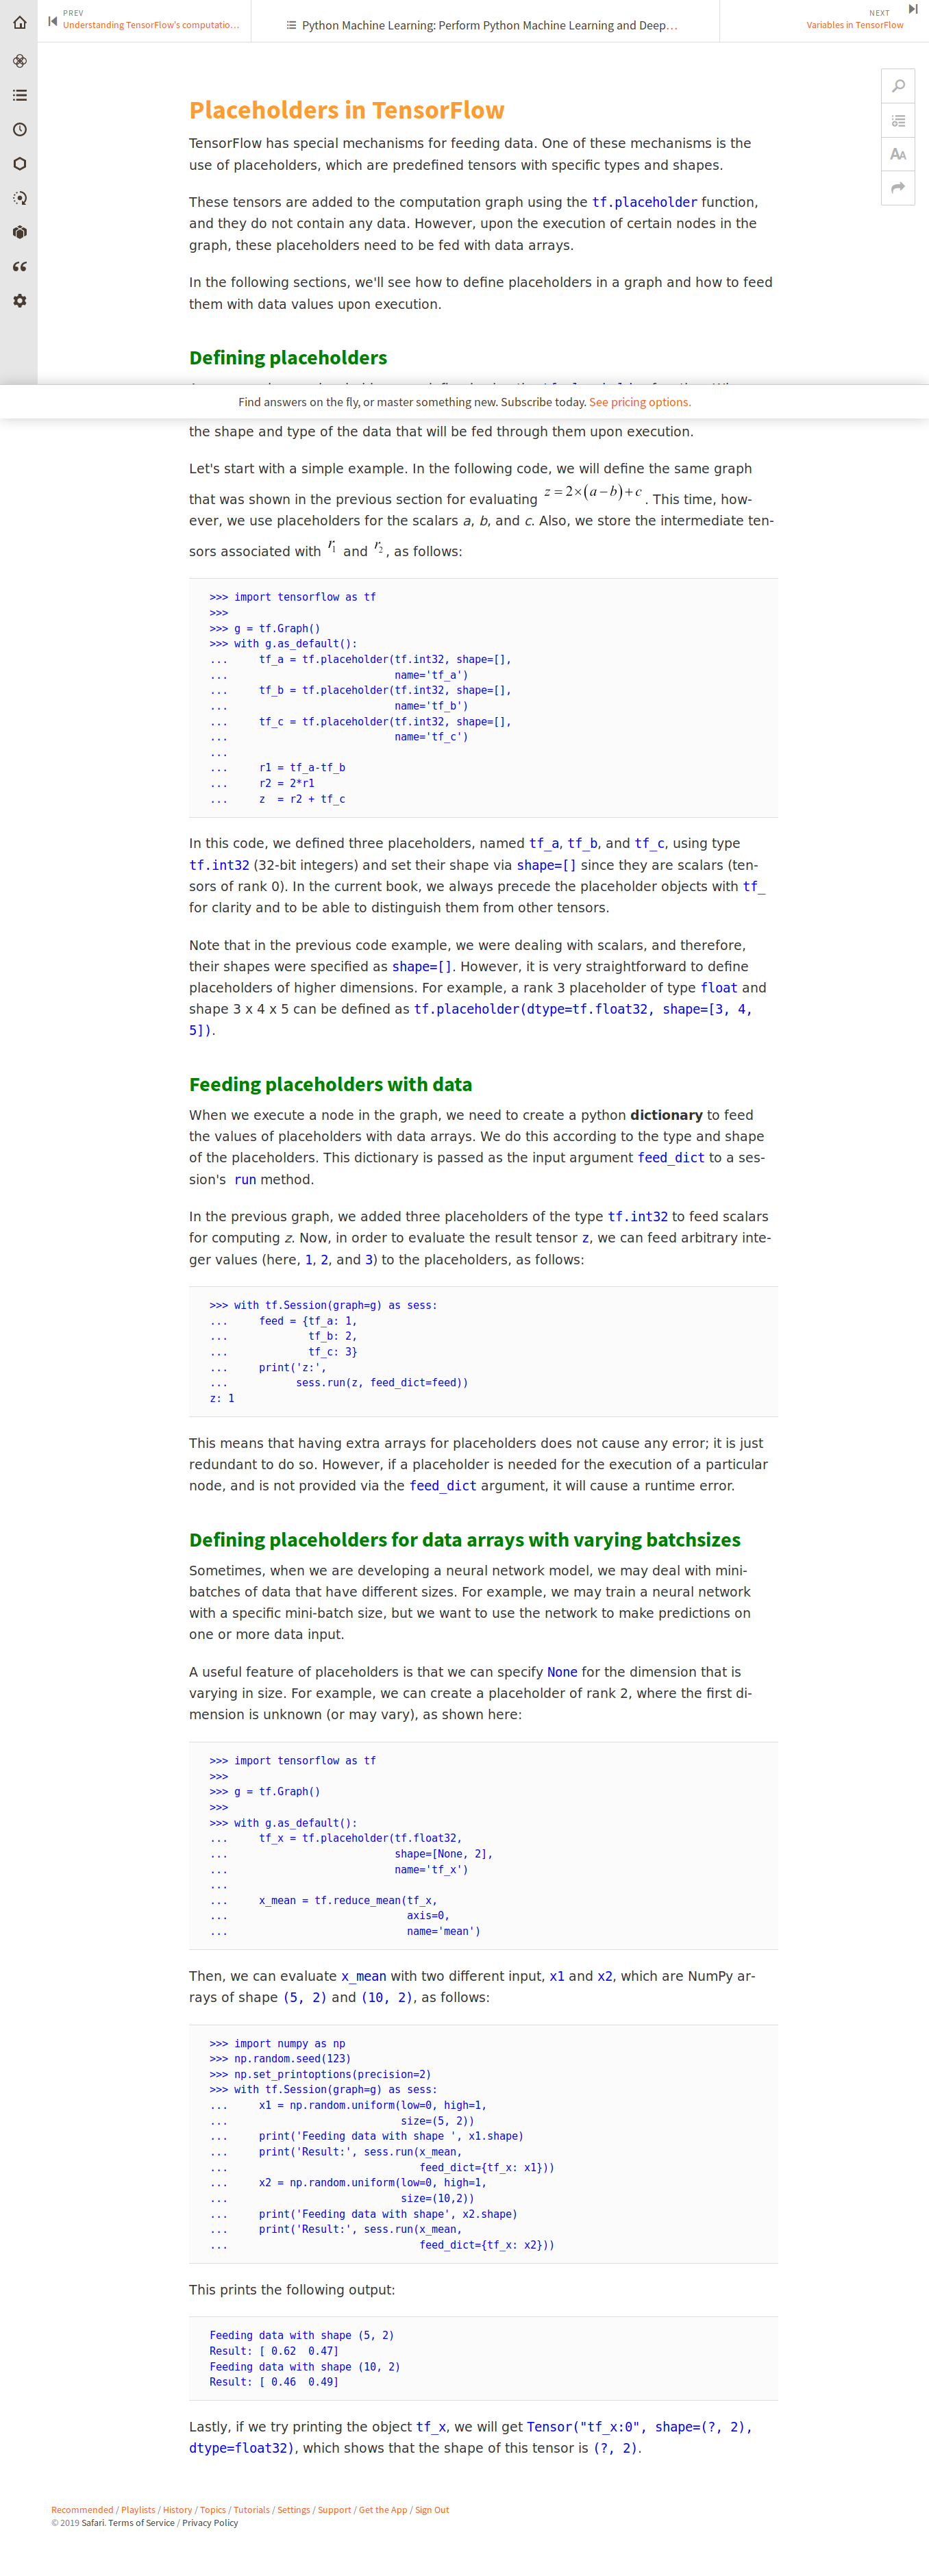 PREV
Understanding TensorFlow's computatio…
Python Machine Learning: Perform Python Machine Learning and Deep…
NEXT
Variables in TensorFlow
Placeholders in TensorFlow
TensorFlow has special mechanisms for feeding data. One of these mechanisms is the
use of placeholders, which are predefined tensors with specific types and shapes.
These tensors are added to the computation graph using the tf.placeholder function,
and they do not contain any data. However, upon the execution of certain nodes in the
graph, these placeholders need to be fed with data arrays.
In the following sections, we'll see how to define placeholders in a graph and how to feed
them with data values upon execution.
Defining placeholders
Find answers on the fly, or master something new. Subscribe today. See pricing options.
the shape and type of the data that will be fed through them upon execution.
Let's start with a simple example. In the following code, we will define the same graph
that was shown in the previous section for evaluating z = 2×(a−b)+c. This time, how-
ever, we use placeholders for the scalars a, b, and c. Also, we store the intermediate ten-
sors associated with r1 and r2, as follows:
>>> import tensorflow as tf
>>>
>>> g = tf.Graph()
>>> with g.as_default():
...     tf_a = tf.placeholder(tf.int32, shape=[],
...                           name='tf_a')
...     tf_b = tf.placeholder(tf.int32, shape=[],
...                           name='tf_b')
...     tf_c = tf.placeholder(tf.int32, shape=[],
...                           name='tf_c')
...
...     r1 = tf_a-tf_b
...     r2 = 2*r1
...     z  = r2 + tf_c
In this code, we defined three placeholders, named tf_a, tf_b, and tf_c, using type
tf.int32 (32-bit integers) and set their shape via shape=[] since they are scalars (ten-
sors of rank 0). In the current book, we always precede the placeholder objects with tf_
for clarity and to be able to distinguish them from other tensors.
Note that in the previous code example, we were dealing with scalars, and therefore,
their shapes were specified as shape=[]. However, it is very straightforward to define
placeholders of higher dimensions. For example, a rank 3 placeholder of type float and
shape 3 x 4 x 5 can be defined as tf.placeholder(dtype=tf.float32, shape=[3, 4,
5]).
Feeding placeholders with data
When we execute a node in the graph, we need to create a python dictionary to feed
the values of placeholders with data arrays. We do this according to the type and shape
of the placeholders. This dictionary is passed as the input argument feed_dict to a ses-
sion's run method.
In the previous graph, we added three placeholders of the type tf.int32 to feed scalars
for computing z. Now, in order to evaluate the result tensor z, we can feed arbitrary inte-
ger values (here, 1, 2, and 3) to the placeholders, as follows:
>>> with tf.Session(graph=g) as sess:
...     feed = {tf_a: 1,
...             tf_b: 2,
...             tf_c: 3}
...     print('z:',
...           sess.run(z, feed_dict=feed))
z: 1
This means that having extra arrays for placeholders does not cause any error; it is just
redundant to do so. However, if a placeholder is needed for the execution of a particular
node, and is not provided via the feed_dict argument, it will cause a runtime error.
Defining placeholders for data arrays with varying batchsizes
Sometimes, when we are developing a neural network model, we may deal with mini-
batches of data that have different sizes. For example, we may train a neural network
with a specific mini-batch size, but we want to use the network to make predictions on
one or more data input.
A useful feature of placeholders is that we can specify None for the dimension that is
varying in size. For example, we can create a placeholder of rank 2, where the first di-
mension is unknown (or may vary), as shown here:
>>> import tensorflow as tf
>>>
>>> g = tf.Graph()
>>>
>>> with g.as_default():
...     tf_x = tf.placeholder(tf.float32,
...                           shape=[None, 2],
...                           name='tf_x')
...
...     x_mean = tf.reduce_mean(tf_x,
...                             axis=0,
...                             name='mean')
Then, we can evaluate x_mean with two different input, x1 and x2, which are NumPy ar-
rays of shape (5, 2) and (10, 2), as follows:
>>> import numpy as np
>>> np.random.seed(123)
>>> np.set_printoptions(precision=2)
>>> with tf.Session(graph=g) as sess:
...     x1 = np.random.uniform(low=0, high=1,
...                            size=(5, 2))
...     print('Feeding data with shape ', x1.shape)
...     print('Result:', sess.run(x_mean,
...                               feed_dict={tf_x: x1}))
...     x2 = np.random.uniform(low=0, high=1,
...                            size=(10,2))
...     print('Feeding data with shape', x2.shape)
...     print('Result:', sess.run(x_mean,
...                               feed_dict={tf_x: x2}))
This prints the following output:
Feeding data with shape (5, 2)
Result: [ 0.62  0.47]
Feeding data with shape (10, 2)
Result: [ 0.46  0.49]
Lastly, if we try printing the object tf_x, we will get Tensor("tf_x:0", shape=(?, 2),
dtype=float32), which shows that the shape of this tensor is (?, 2).
Recommended / Playlists / History / Topics / Tutorials / Settings / Support / Get the App / Sign Out
© 2019 Safari. Terms of Service / Privacy Policy